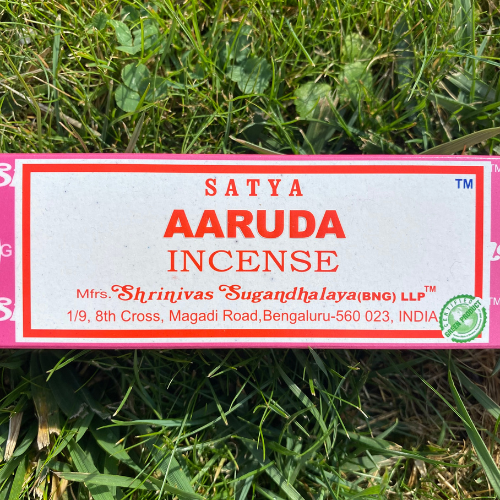 SATYA
TM
AARUDA
INCENSE
Mfrs. Shrinivas Sugandhalaya (BNG) LLP™
1/9, 8th Cross, Magadi Road,Bengaluru-560 023, INDIA